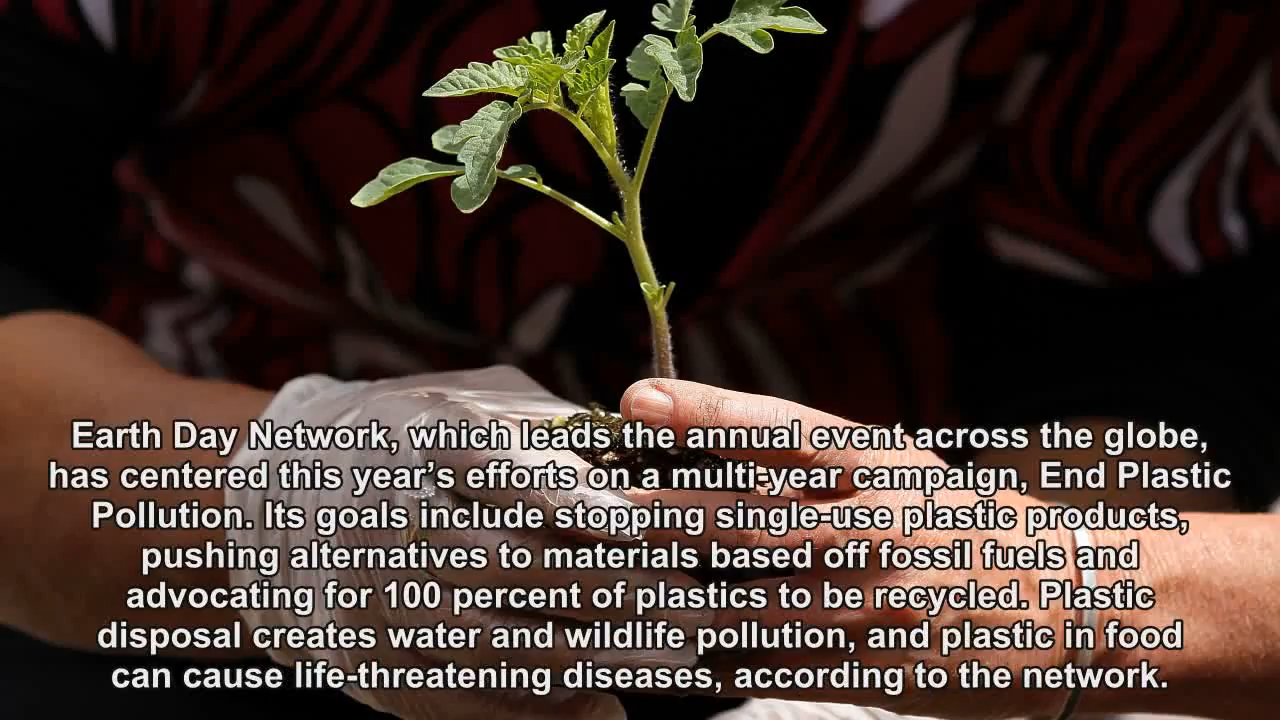 Earth Day Network, which leads the annual event across the globe,
has centered this year’s efforts on a multi-year campaign, End Plastic
Pollution. Its goals include stopping single-use plastic products,
pushing alternatives to materials based off fossil fuels and
advocating for 100 percent of plastics to be recycled. Plastic
disposal creates water and wildlife pollution, and plastic in food
can cause life-threatening diseases, according to the network.